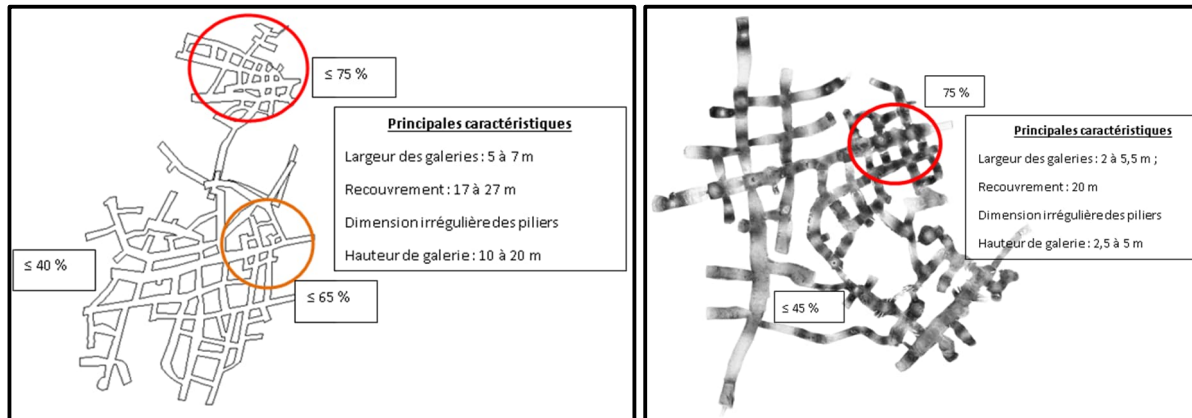 ≤ 75 %
Principales caractéristiques
Largeur des galeries : 5 à 7 m
Recouvrement : 17 à 27 m
Dimension irrégulière des piliers
Hauteur de galerie : 10 à 20 m
≤ 40 %
≤ 65 %
75 %
Principales caractéristiques
Largeur des galeries : 2 à 5,5 m ;
Recouvrement : 20 m
Dimension irrégulière des piliers
Hauteur de galerie : 2,5 à 5 m
≤ 45 %